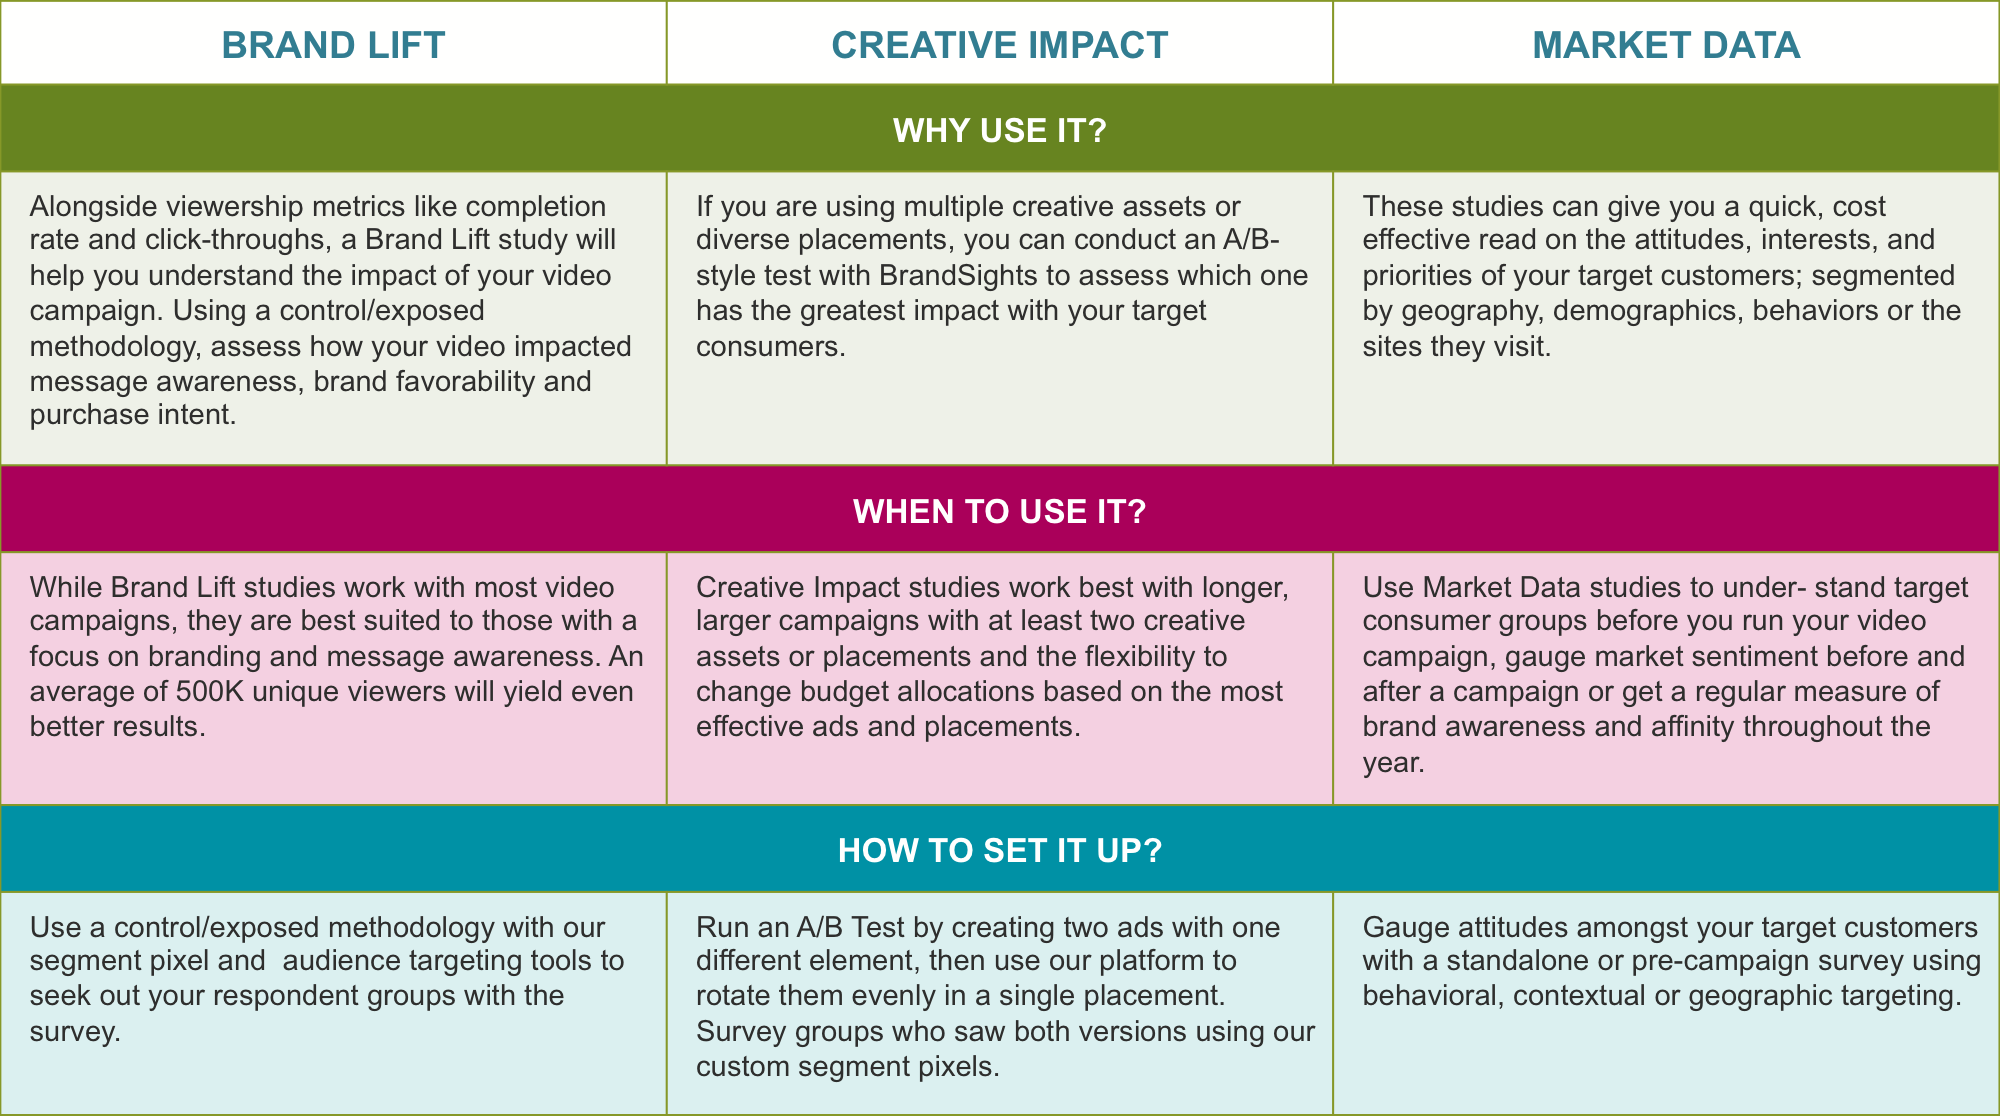 BRAND LIFT
CREATIVE IMPACT
MARKET DATA
WHY USE IT?
Alongside viewership metrics like completion
rate and click-throughs, a Brand Lift study will
help you understand the impact of your video
campaign. Using a control/exposed
methodology, assess how your video impacted
message awareness, brand favorability and
purchase intent.
If you are using multiple creative assets or
diverse placements, you can conduct an A/B-
style test with BrandSights to assess which one
has the greatest impact with your target
consumers.
These studies can give you a quick, cost
effective read on the attitudes, interests, and
priorities of your target customers; segmented
by geography, demographics, behaviors or the
sites they visit.
WHEN TO USE IT?
While Brand Lift studies work with most video
campaigns, they are best suited to those with a
focus on branding and message awareness. An
average of 500K unique viewers will yield even
better results.
Creative Impact studies work best with longer,
larger campaigns with at least two creative
assets or placements and the flexibility to
change budget allocations based on the most
effective ads and placements.
Use Market Data studies to under- stand target
consumer groups before you run your video
campaign, gauge market sentiment before and
after a campaign or get a regular measure of
brand awareness and affinity throughout the
year.
HOW TO SET IT UP?
Use a control/exposed methodology with our
segment pixel and  audience targeting tools to
seek out your respondent groups with the
survey.
Run an A/B Test by creating two ads with one
different element, then use our platform to
rotate them evenly in a single placement.
Survey groups who saw both versions using our
custom segment pixels.
Gauge attitudes amongst your target customers
with a standalone or pre-campaign survey using
behavioral, contextual or geographic targeting.